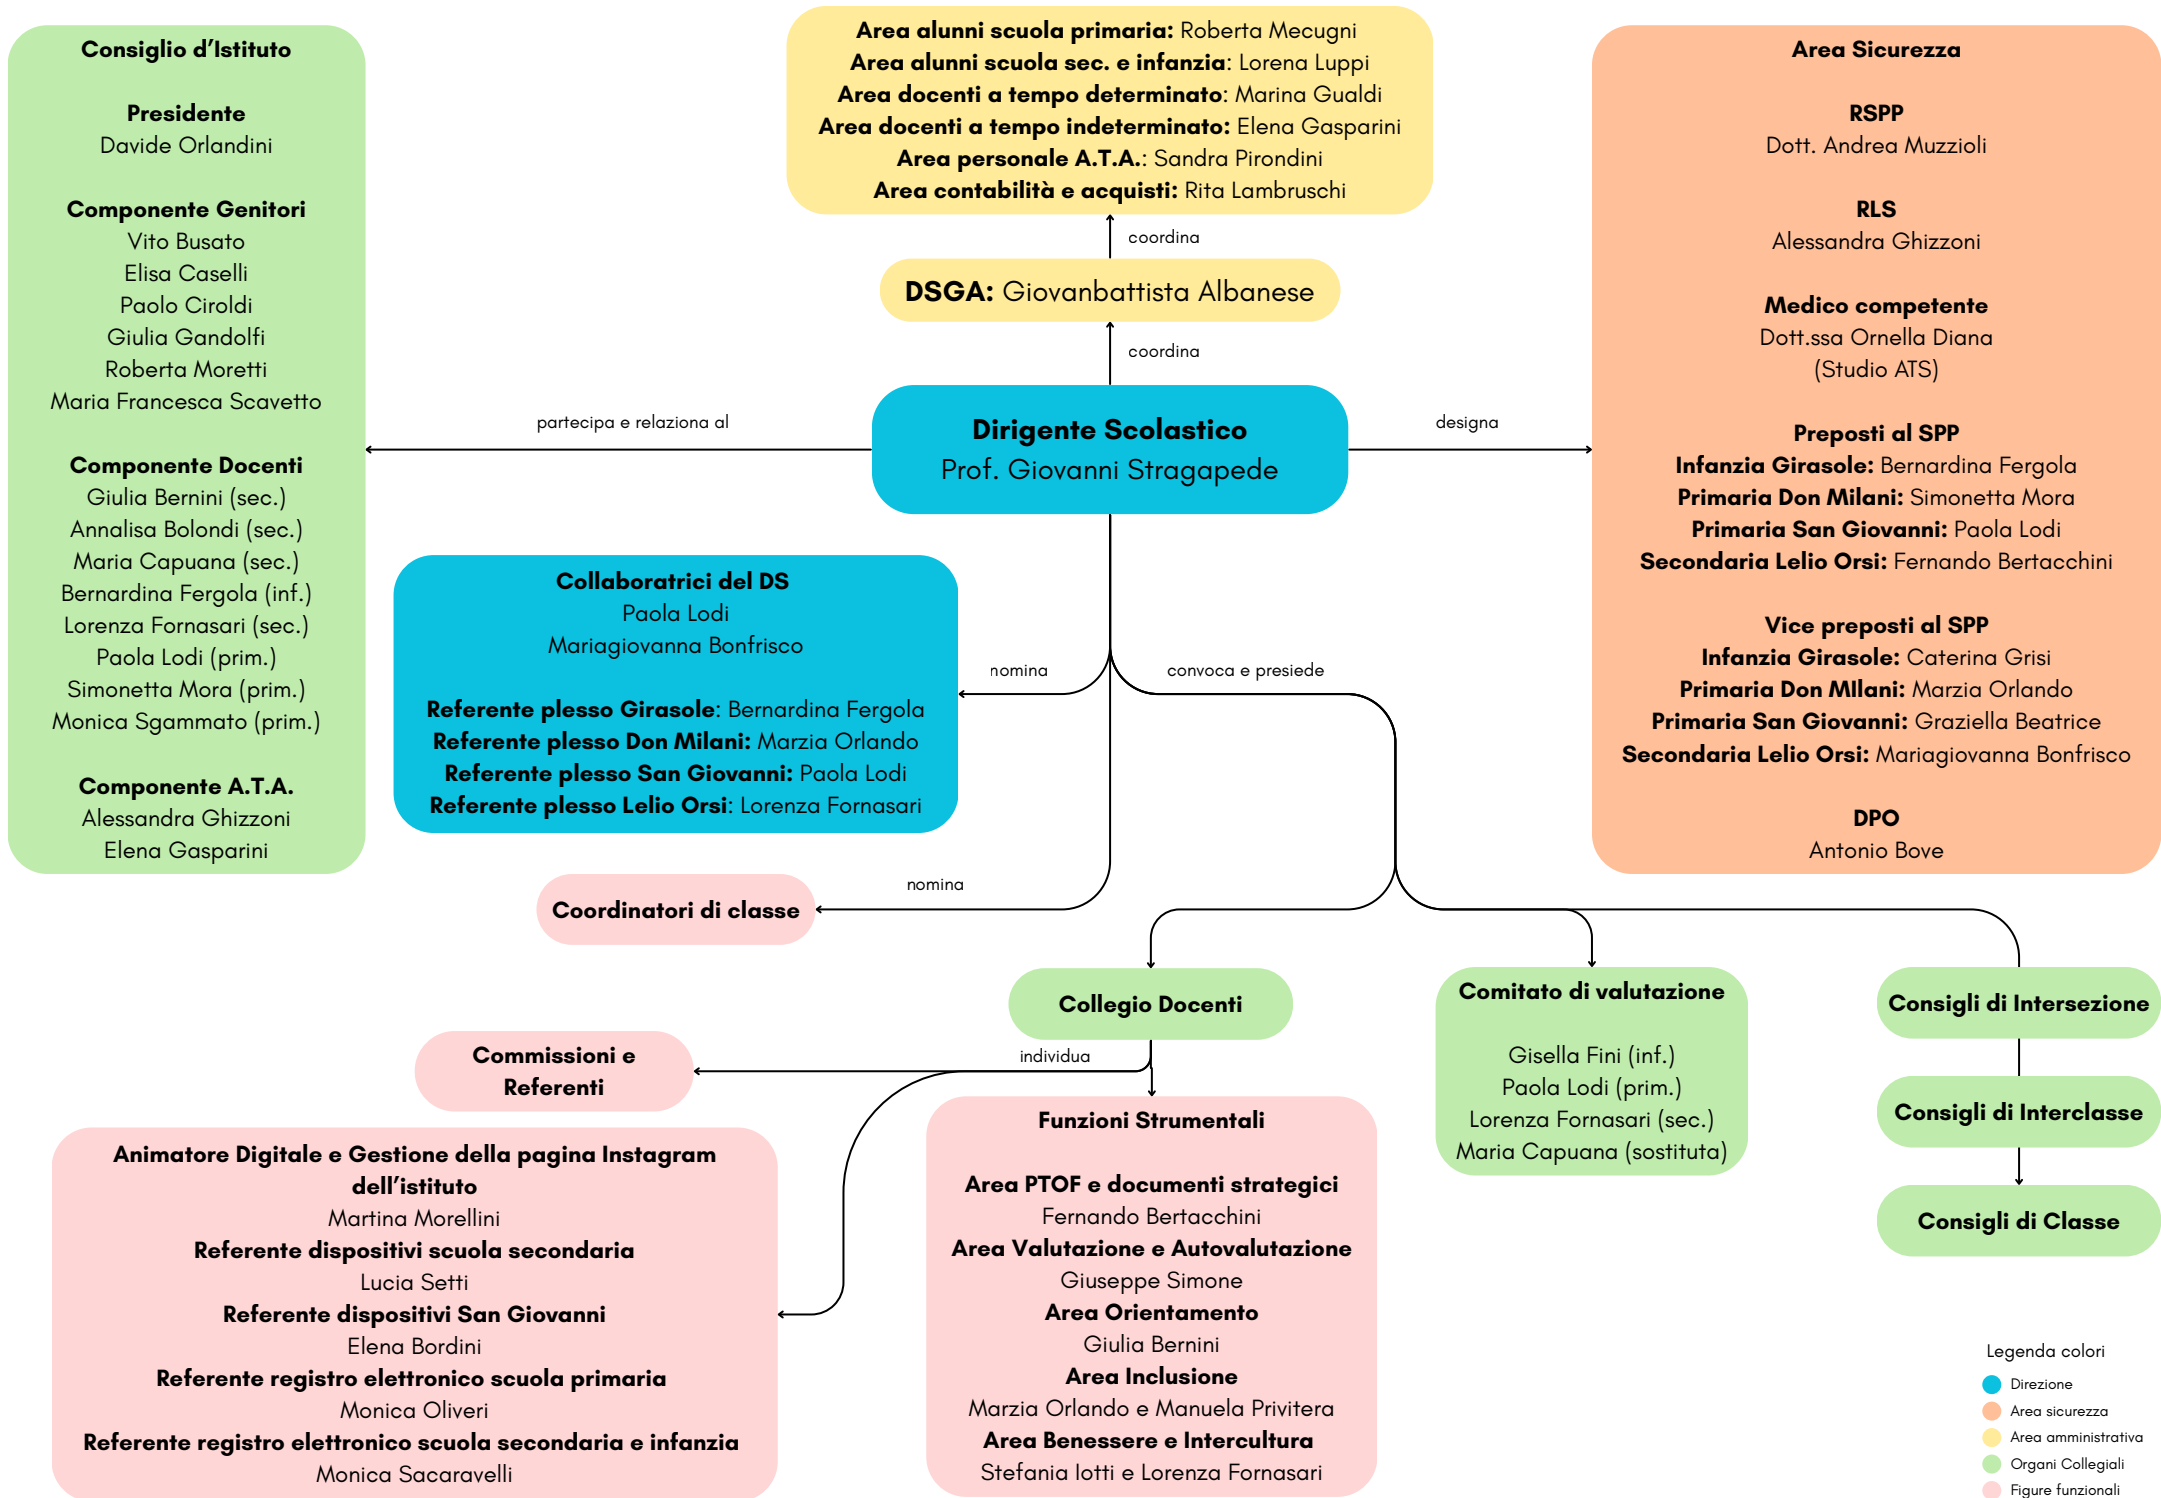 Consiglio d'Istituto
Presidente
Davide Orlandini
Componente Genitori
Vito Busato
Elisa Caselli
Paolo Ciroldi
Giulia Gandolfi
Roberta Moretti
Maria Francesca Scavetto
Componente Docenti
Giulia Bernini (sec.)
Annalisa Bolondi (sec.)
Maria Capuana (sec.)
Bernardina Fergola (inf.)
Lorenza Fornasari (sec.)
Paola Lodi (prim.)
Simonetta Mora (prim.)
Monica Sgammato (prim.)
Componente A.T.A.
Alessandra Ghizzoni
Elena Gasparini
Area alunni scuola primaria: Roberta Mecugni
Area alunni scuola sec. e infanzia: Lorena Luppi
Area docenti a tempo determinato: Marina Gualdi
Area docenti a tempo indeterminato: Elena Gasparini
Area personale A.T.A.: Sandra Pirondini
Area contabilità e acquisti: Rita Lambruschi
coordina
DSGA: Giovanbattista Albanese
coordina
Dirigente Scolastico
Prof. Giovanni Stragapede
partecipa e relaziona al
designa
Area Sicurezza
RSPP
Dott. Andrea Muzzioli
RLS
Alessandra Ghizzoni
Medico competente
Dott.ssa Ornella Diana
(Studio ATS)
Preposti al SPP
Infanzia Girasole: Bernardina Fergola
Primaria Don Milani: Simonetta Mora
Primaria San Giovanni: Paola Lodi
Secondaria Lelio Orsi: Fernando Bertacchini
Vice preposti al SPP
Infanzia Girasole: Caterina Grisi
Primaria Don MIlani: Marzia Orlando
Primaria San Giovanni: Graziella Beatrice
Secondaria Lelio Orsi: Mariagiovanna Bonfrisco
DPO
Antonio Bove
Collaboratrici del DS
Paola Lodi
Mariagiovanna Bonfrisco
Referente plesso Girasole: Bernardina Fergola
Referente plesso Don Milani: Marzia Orlando
Referente plesso San Giovanni: Paola Lodi
Referente plesso Lelio Orsi: Lorenza Fornasari
nomina
convoca e presiede
nomina
Coordinatori di classe
Collegio Docenti
individua
Commissioni e
Referenti
Animatore Digitale e Gestione della pagina Instagram
dell'istituto
Martina Morellini
Referente dispositivi scuola secondaria
Lucia Setti
Referente dispositivi San Giovanni
Elena Bordini
Referente registro elettronico scuola primaria
Monica Oliveri
Referente registro elettronico scuola secondaria e infanzia
Monica Sacaravelli
Funzioni Strumentali
Area PTOF e documenti strategici
Fernando Bertacchini
Area Valutazione e Autovalutazione
Giuseppe Simone
Area Orientamento
Giulia Bernini
Area Inclusione
Marzia Orlando e Manuela Privitera
Area Benessere e Intercultura
Stefania Iotti e Lorenza Fornasari
Comitato di valutazione
Gisella Fini (inf.)
Paola Lodi (prim.)
Lorenza Fornasari (sec.)
Maria Capuana (sostituta)
Consigli di Intersezione
Consigli di Interclasse
Consigli di Classe
Legenda colori
Direzione
Area sicurezza
Area amministrativa
Organi Collegiali
Figure funzionali